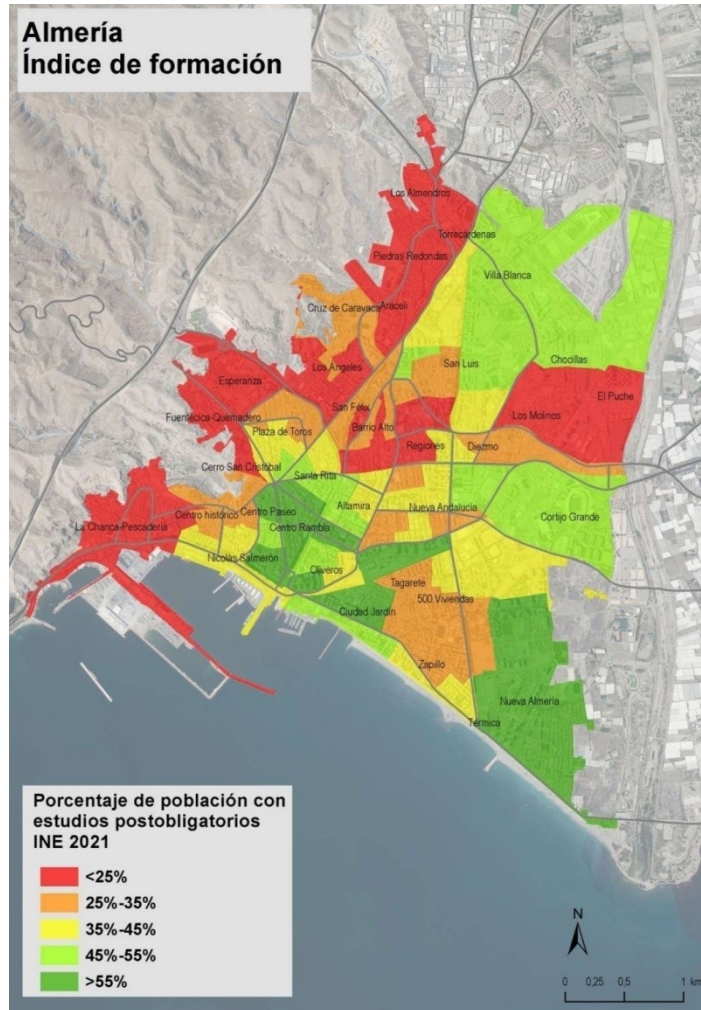 Almería
Índice de formación
Los Almendros
Torrecárdenas
Piedras Redondas
Villa Blanca
Cruz de Caravaca
Araceli
Los Angeles
San Luis
Chocillas
Esperanza
El Puche
San Félix
Los Molinos
Fuentecica-Quemadero
Plaza de Toros
Barrio Alto
Regiones
Diezmo
Cerro San Cristóbal
Santa Rita
La Chanca-Pescadería
Centro histórico
Centro Paseo
Altamira
Nueva Andalucía
Cortijo Grande
Centro Rambla
Nicolás Salmerón
Oliveros
Tagarete
500 Viviendas
Ciudad Jardín
Zapillo
Nueva Almería
Térmica
Porcentaje de población con
estudios postobligatorios
INE 2021
<25%
25%-35%
35%-45%
45%-55%
>55%
N
0 0,25 0,5 1 km